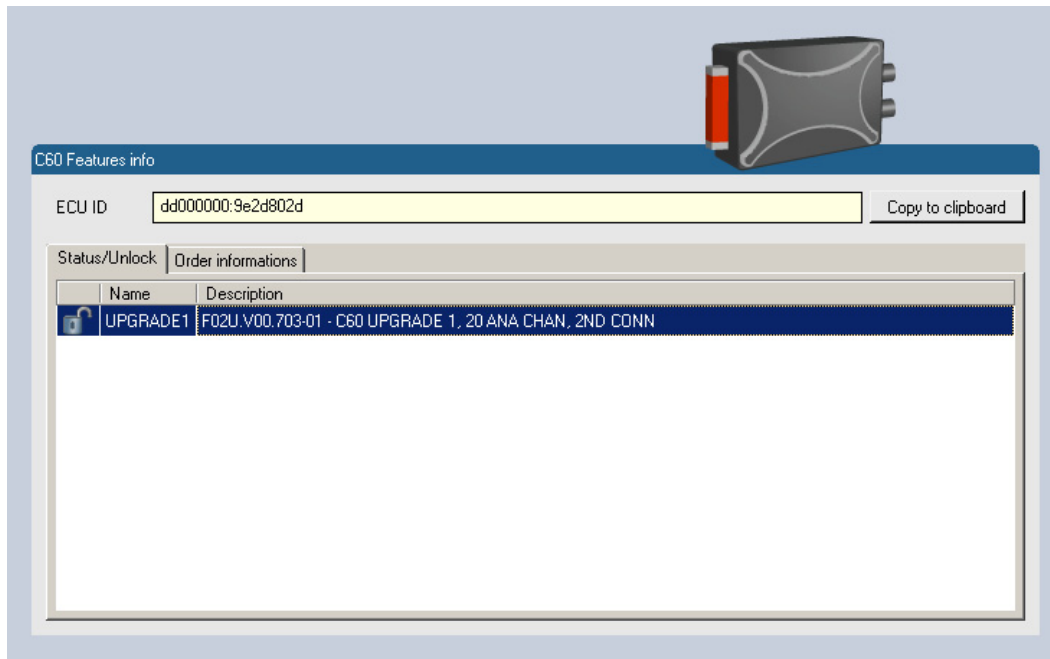 C60 Features info
ECU ID dd000000:9e2d802d Copy to clipboard
Status/Unlock Order informations
Name Description
UPGRADE1 F02U.V00.703-01 - C60 UPGRADE 1, 20 ANA CHAN, 2ND CONN